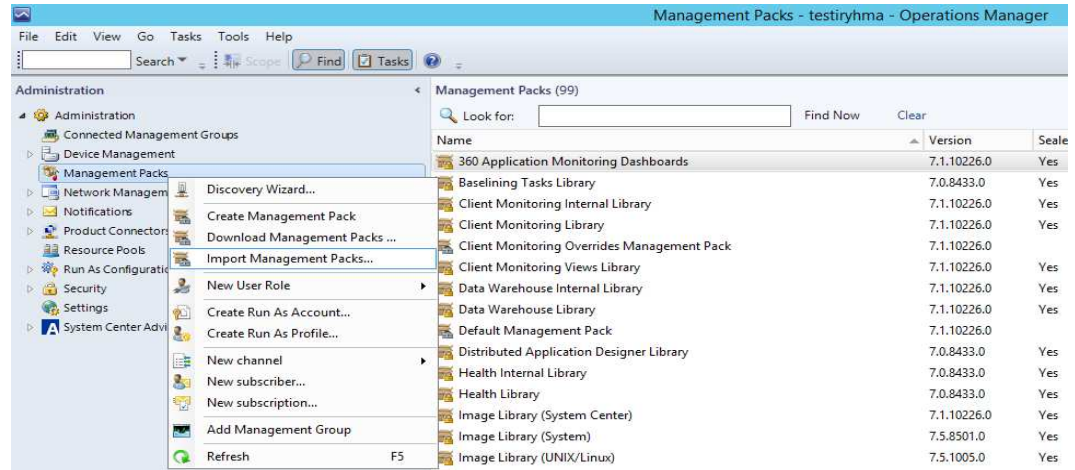 Management Packs - testiryhma - Operations Manager
File Edit View Go Tasks Tools Help
Search Scope Find Tasks
Administration
Administration
Connected Management Groups
Device Management
Management Packs
Network Managem
Notifications
Product Connectors
Resource Pools
Run As Configuratio
Security
Settings
System Center Advi
Discovery Wizard...
Create Management Pack
Download Management Packs ...
Import Management Packs...
New User Role
Create Run As Account...
Create Run As Profile...
New channel
New subscriber...
New subscription...
Add Management Group
Refresh F5
Management Packs (99)
Look for: Find Now Clear
Name Version Seale
360 Application Monitoring Dashboards 7.1.10226.0 Yes
Baselining Tasks Library 7.0.8433.0 Yes
Client Monitoring Internal Library 7.1.10226.0 Yes
Client Monitoring Library 7.1.10226.0 Yes
Client Monitoring Overrides Management Pack 7.1.10226.0
Client Monitoring Views Library 7.1.10226.0 Yes
Data Warehouse Internal Library 7.1.10226.0 Yes
Data Warehouse Library 7.1.10226.0 Yes
Default Management Pack 7.1.10226.0
Distributed Application Designer Library 7.0.8433.0 Yes
Health Internal Library 7.0.8433.0 Yes
Health Library 7.0.8433.0 Yes
Image Library (System Center) 7.1.10226.0 Yes
Image Library (System) 7.5.8501.0 Yes
Image Library (UNIX/Linux) 7.5.1005.0 Yes